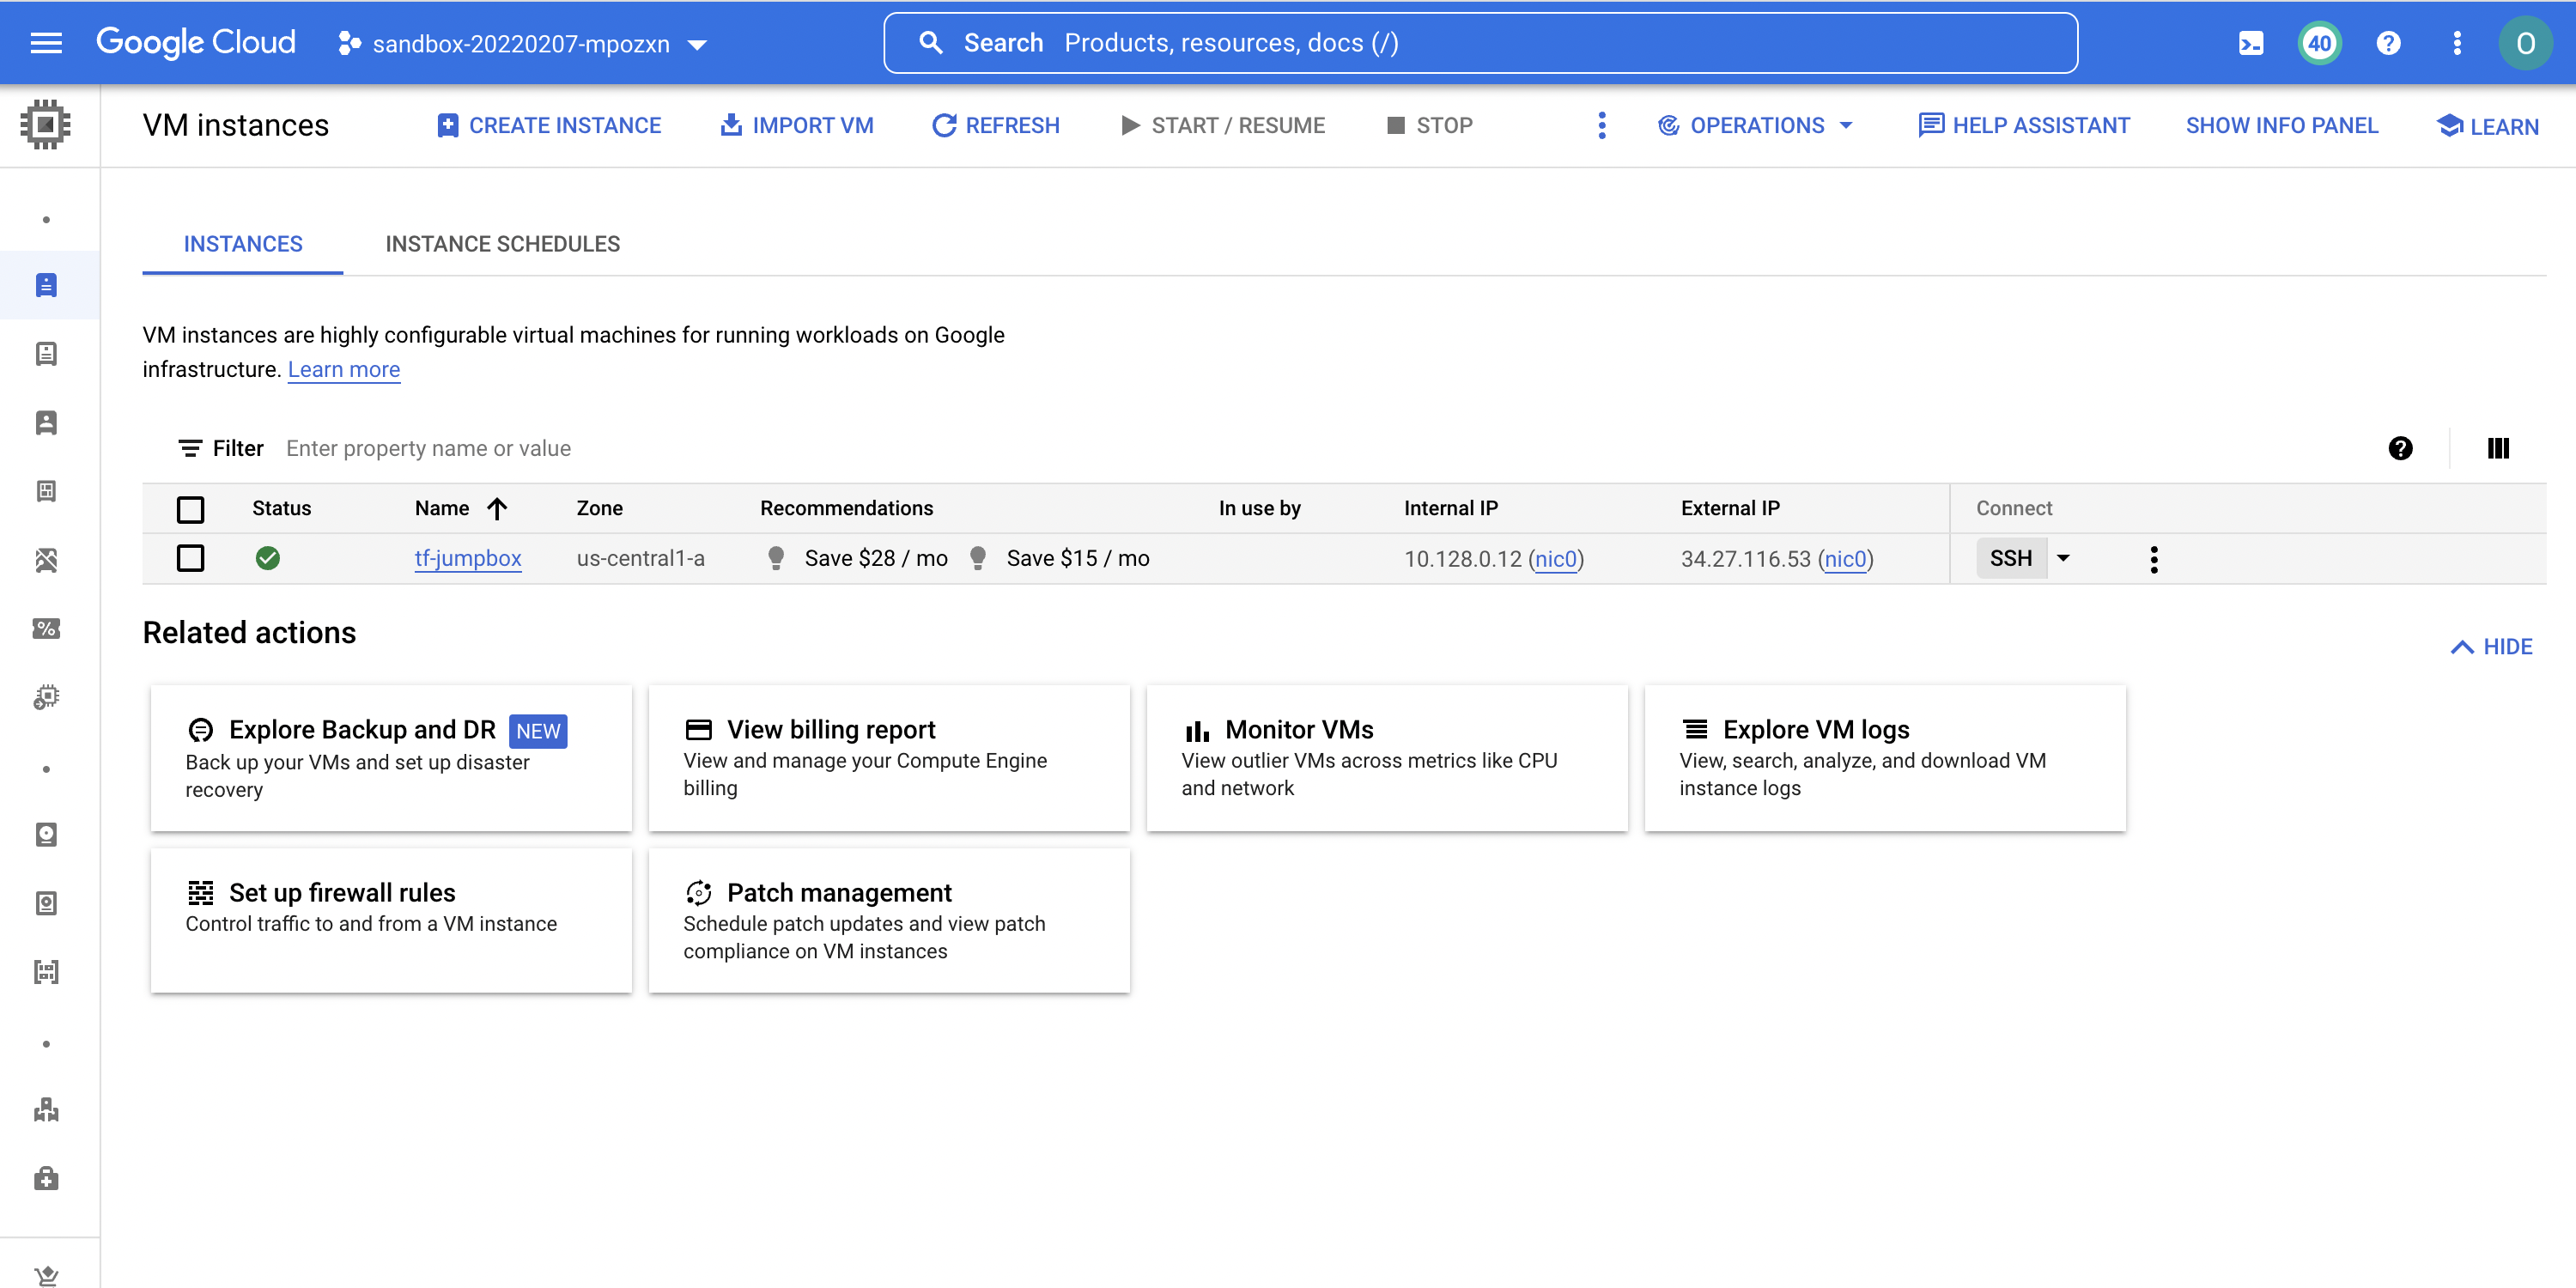 Google Cloud sandbox-20220207-mpozxn Search Products, resources, docs (/) 40 ? O
VM instances CREATE INSTANCE IMPORT VM REFRESH START / RESUME STOP OPERATIONS HELP ASSISTANT SHOW INFO PANEL LEARN
INSTANCES INSTANCE SCHEDULES
VM instances are highly configurable virtual machines for running workloads on Google
infrastructure. Learn more
Filter Enter property name or value ?
Status Name Zone Recommendations In use by Internal IP External IP Connect
tf-jumpbox us-central1-a Save $28 / mo Save $15 / mo 10.128.0.12 (nic0) 34.27.116.53 (nic0) SSH
Related actions
HIDE
Explore Backup and DR NEW
Back up your VMs and set up disaster
recovery
View billing report
View and manage your Compute Engine
billing
Monitor VMs
View outlier VMs across metrics like CPU
and network
Explore VM logs
View, search, analyze, and download VM
instance logs
Set up firewall rules
Control traffic to and from a VM instance
Patch management
Schedule patch updates and view patch
compliance on VM instances